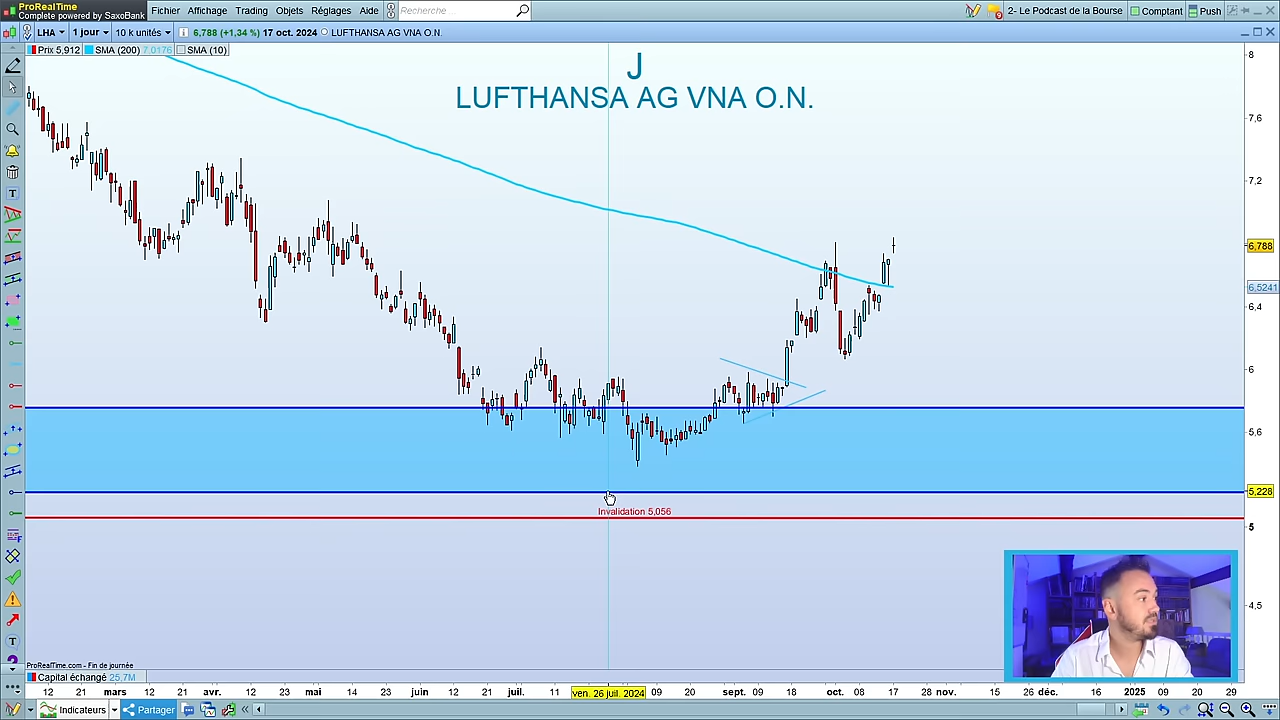 ProRealTime
Complete powered by SaxoBank
Fichier Affichage Trading Objets Réglages Aide Recherche 2- Le Podcast de la Bourse Comptant Push
LHA 1 jour 10 k unités 6,788 (+1,34 %) 17 oct. 2024 LUFTHANSA AG VNA O.N.
Prix 5,912 SMA (200) 7,0176 SMA (10)
J
LUFTHANSA AG VNA O.N.
8
7,6
7,2
6,788
6,5241
6,4
6
5,6
5,228
Invalidation 5,056
5
4,5
ProRealTime.com - Fin de journée
Capital échangé 25,7M
12 21 mars 12 21 avr. 12 23 mai 14 23 juin 12 21 juil. ven. 26 juil. 2024 09 20 sept. 09 18 oct. 08 17 28 nov. 15 26 déc. 16 2025 09 20 29
Indicateurs Partager